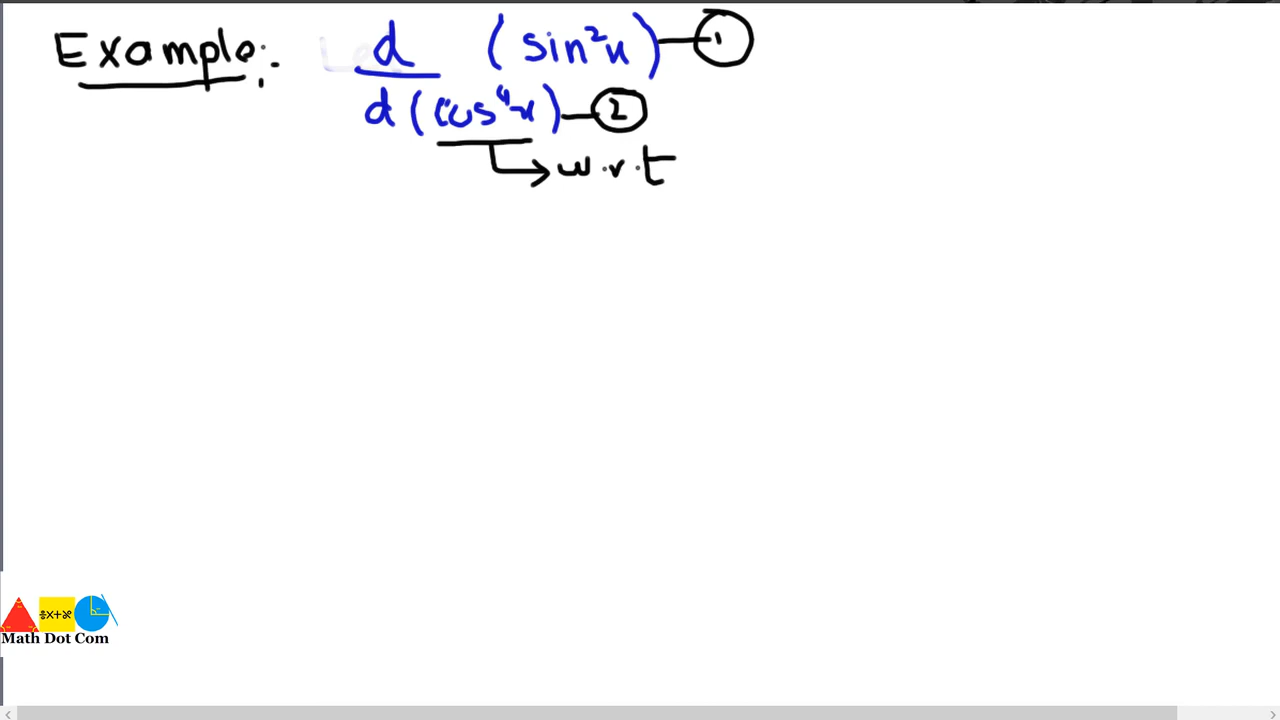 Example:. d (sin²x) — ①
d (cos⁴x) — ②
→ w.r.t
÷x+
Math Dot Com